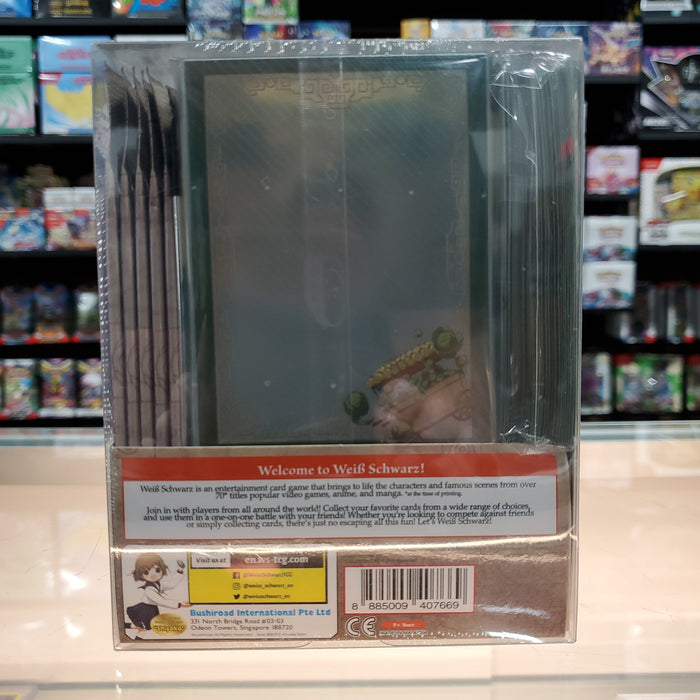 Welcome to Weiß Schwarz!
Weiß Schwarz is an entertainment card game that brings to life the characters and famous scenes from over
70* titles popular video games, anime, and manga. *at the time of printing.
Join in with players from all around the world! Collect your favorite cards from a wide range of choices,
and use them in a one-on-one battle with your friends! Whether you're looking to compete against friends
or simply collecting cards, there's just no escaping all this fun! Let's Weiß Schwarz!
Visit us at en.ws-tcg.com
@WeissSchwarzTCG
@weiss_schwarz_en
@weissschwarz_en
Bushiroad International Pte Ltd
331 North Bridge Road #03-03
Odeon Towers, Singapore 188720
8 885009 407669
CE